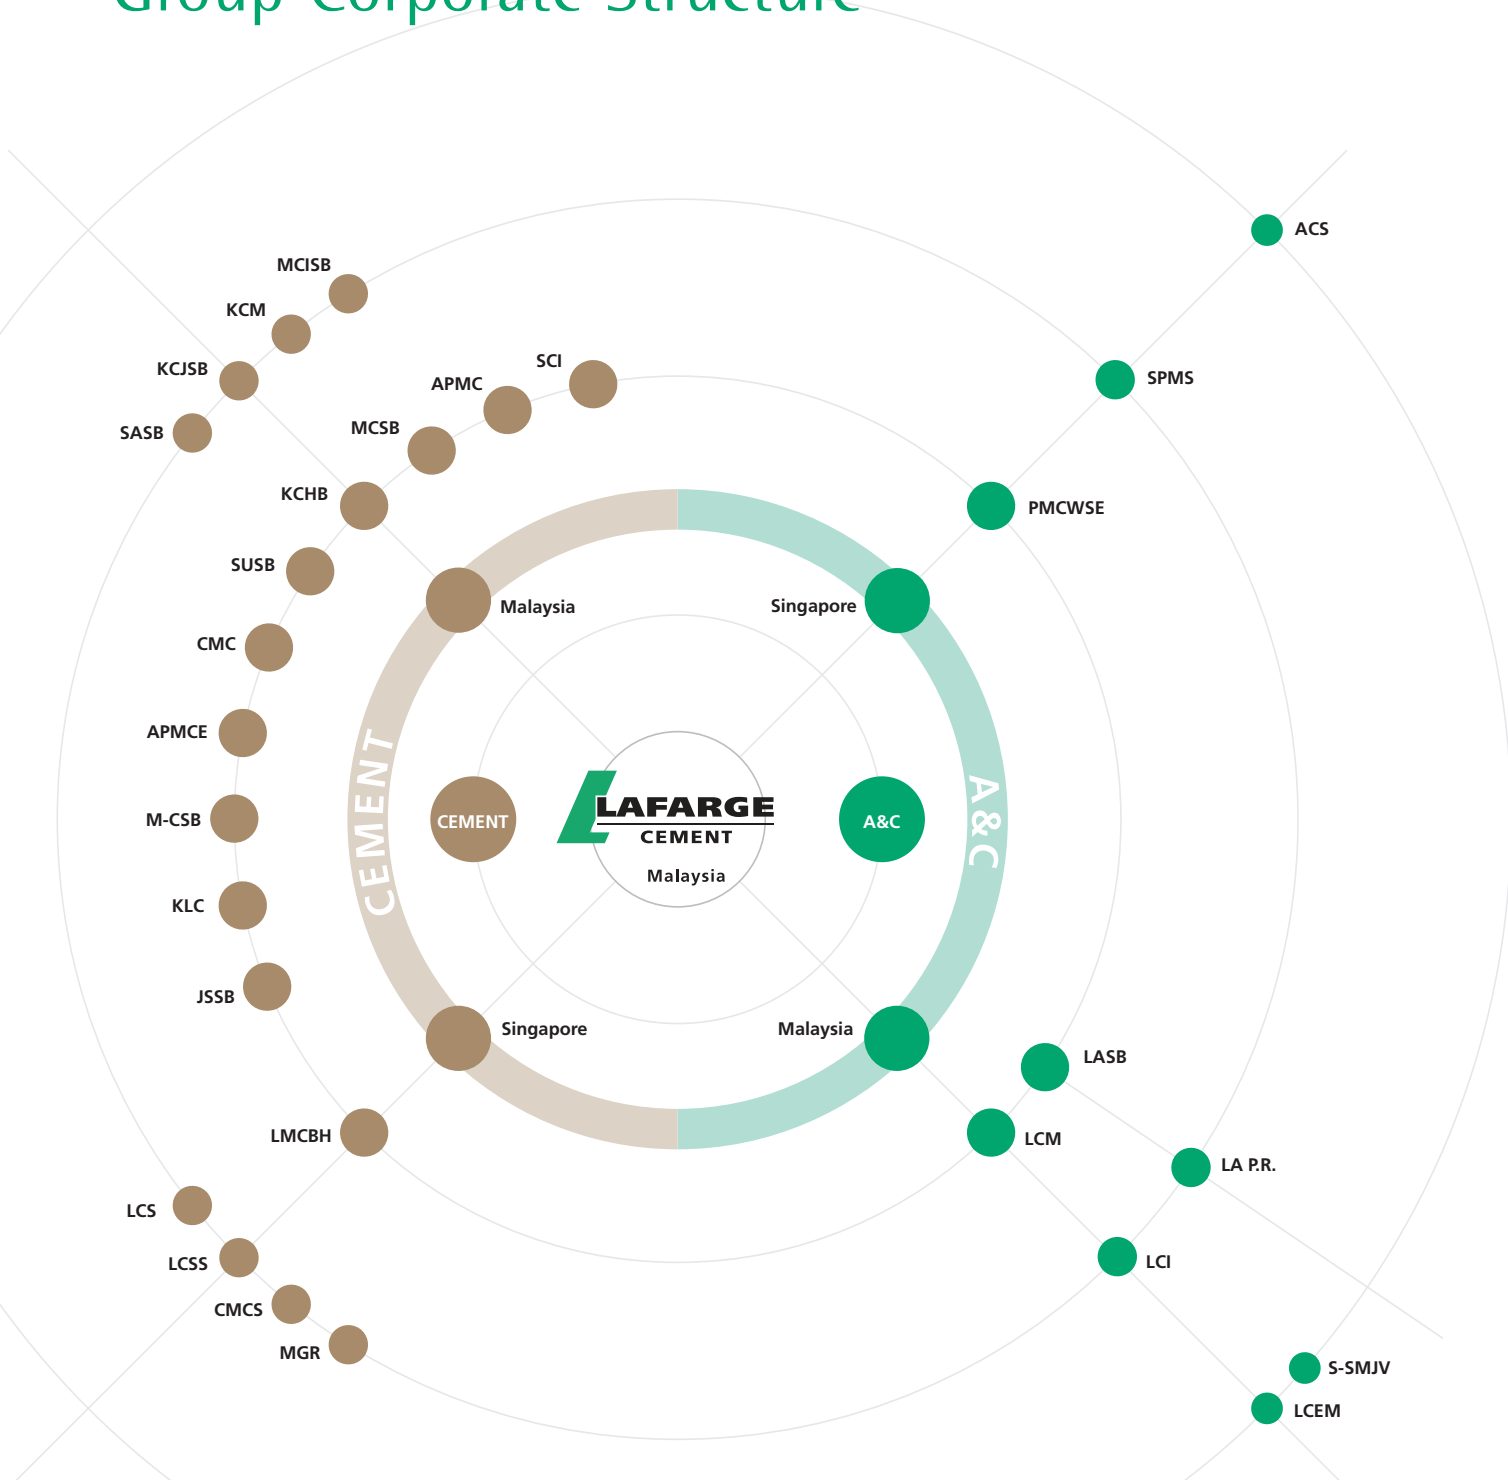 Group Corporate Structure
ACS
MCISB
KCM
KCJSB
SPMS
SCI
APMC
MCSB
SASB
KCHB
PMCWSE
SUSB
Malaysia
Singapore
CMC
APMCE
CEMENT
A&C
M-CSB
CEMENT
LAFARGE
CEMENT
Malaysia
A&C
KLC
JSSB
Singapore
Malaysia
LASB
LMCBH
LCM
LA P.R.
LCS
LCSS
LCI
CMCS
MGR
S-SMJV
LCEM